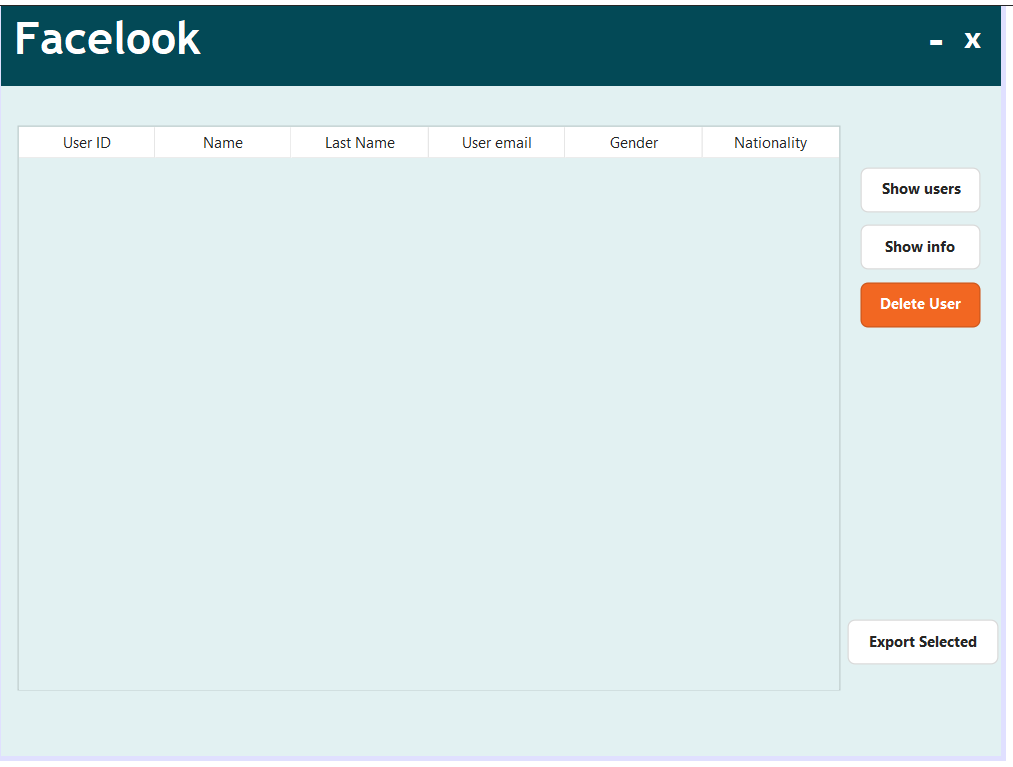 Facelook
- x
User ID Name Last Name User email Gender Nationality
Show users
Show info
Delete User
Export Selected